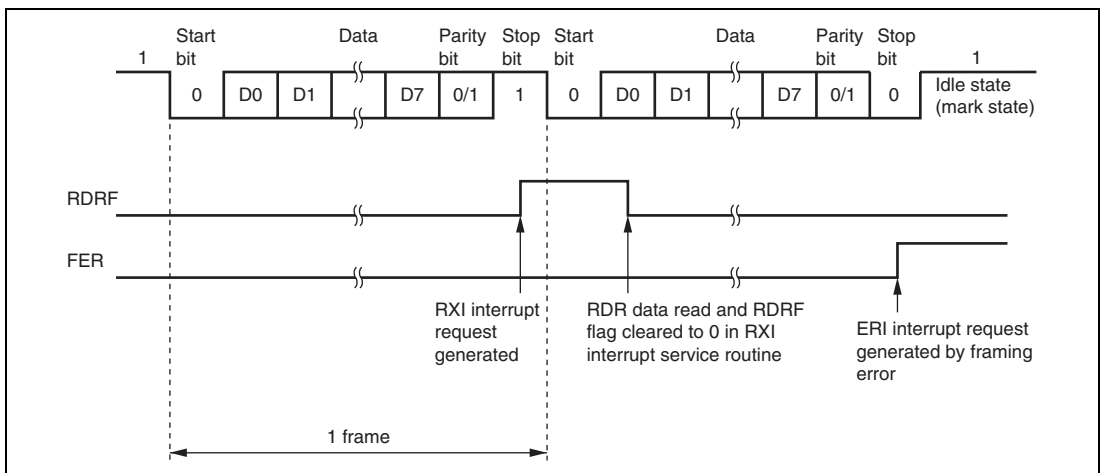 Start bit
Data
Parity bit
Stop bit
Start bit
Data
Parity bit
Stop bit
1
1
0
D0
D1
D7
0/1
1
0
D0
D1
D7
0/1
0
Idle state
(mark state)
RDRF
FER
RXI interrupt
request
generated
RDR data read and RDRF
flag cleared to 0 in RXI
interrupt service routine
ERI interrupt request
generated by framing
error
1 frame